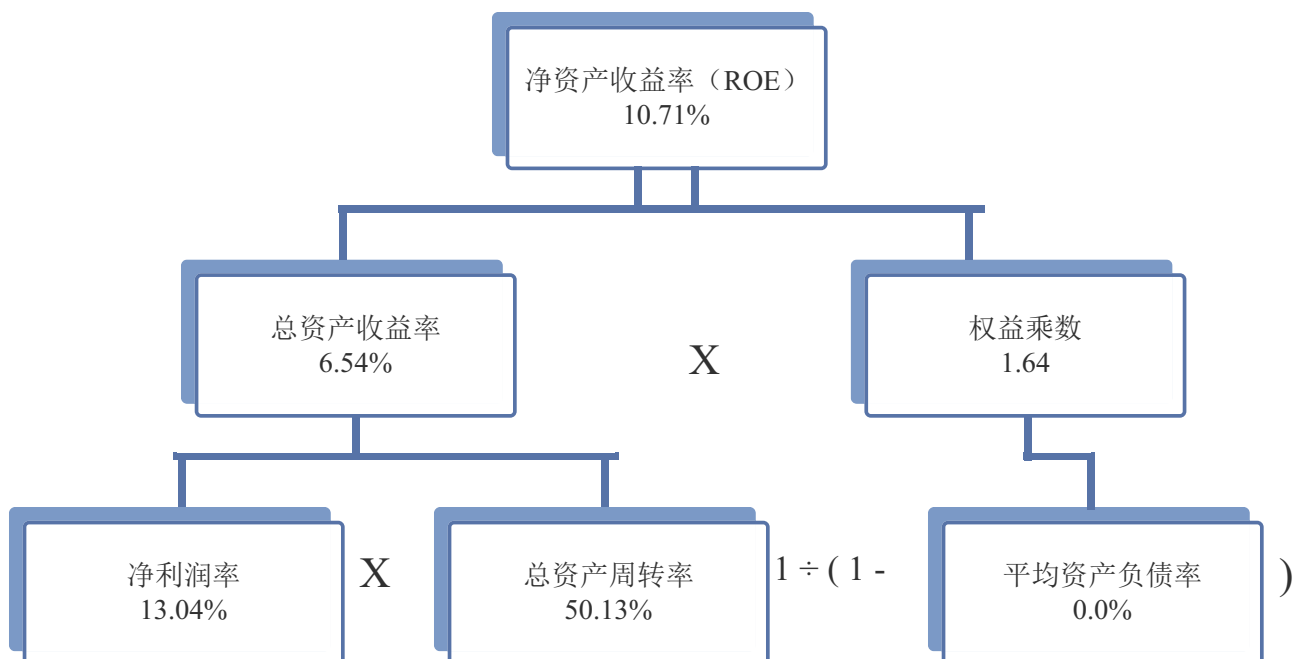 净资产收益率（ROE）
10.71%
总资产收益率
6.54%
X
权益乘数
1.64
净利润率
13.04%
X
总资产周转率
50.13%
1 ÷ ( 1 -
平均资产负债率
0.0%
)